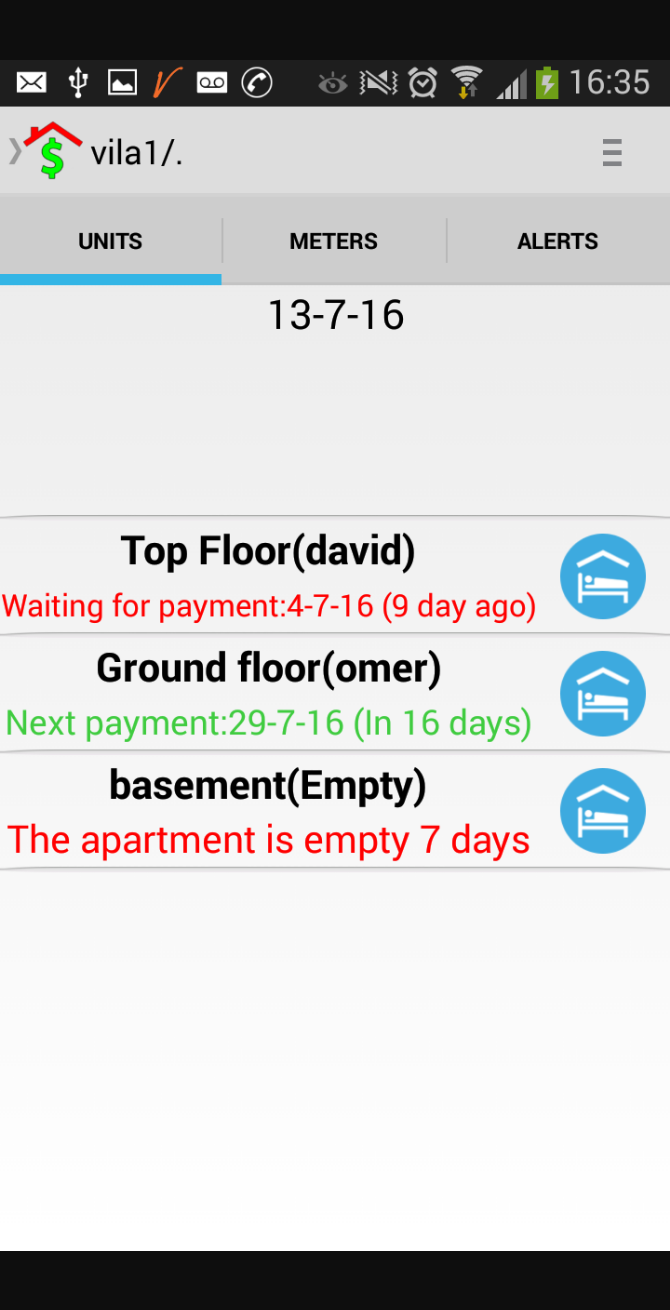 16:35
vila1/.
UNITS METERS ALERTS
13-7-16
Top Floor(david)
Waiting for payment:4-7-16 (9 day ago)
Ground floor(omer)
Next payment:29-7-16 (In 16 days)
basement(Empty)
The apartment is empty 7 days